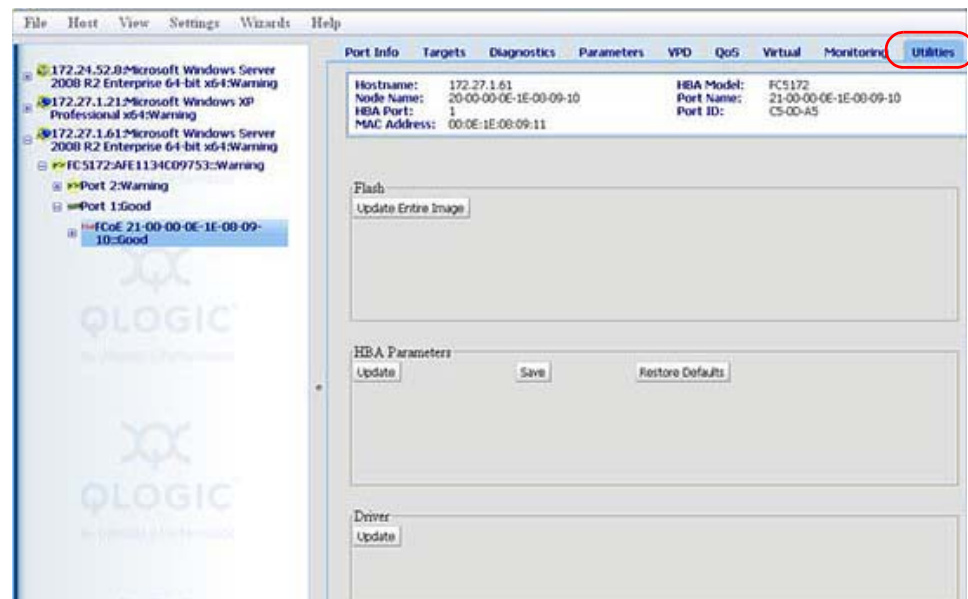 File Host View Settings Wizards Help
172.24.52.8:Microsoft Windows Server
2008 R2 Enterprise 64-bit x64:Warning
172.27.1.21:Microsoft Windows XP
Professional x64:Warning
172.27.1.61:Microsoft Windows Server
2008 R2 Enterprise 64-bit x64:Warning
FC5172:AFE1134C09753::Warning
Port 2:Warning
Port 1:Good
FCoE 21-00-00-0E-1E-08-09-
10::Good
QLOGIC
QLOGIC
Port Info Targets Diagnostics Parameters VPD QoS Virtual Monitoring Utilities
Hostname: 172.27.1.61 HBA Model: FC5172
Node Name: 20-00-00-0E-1E-08-09-10 Port Name: 21-00-00-0E-1E-08-09-10
HBA Port: 1 Port ID: C5-00-A5
MAC Address: 00:0E:1E:08:09:11
Flash
Update Entire Image
HBA Parameters
Update Save Restore Defaults
Driver
Update